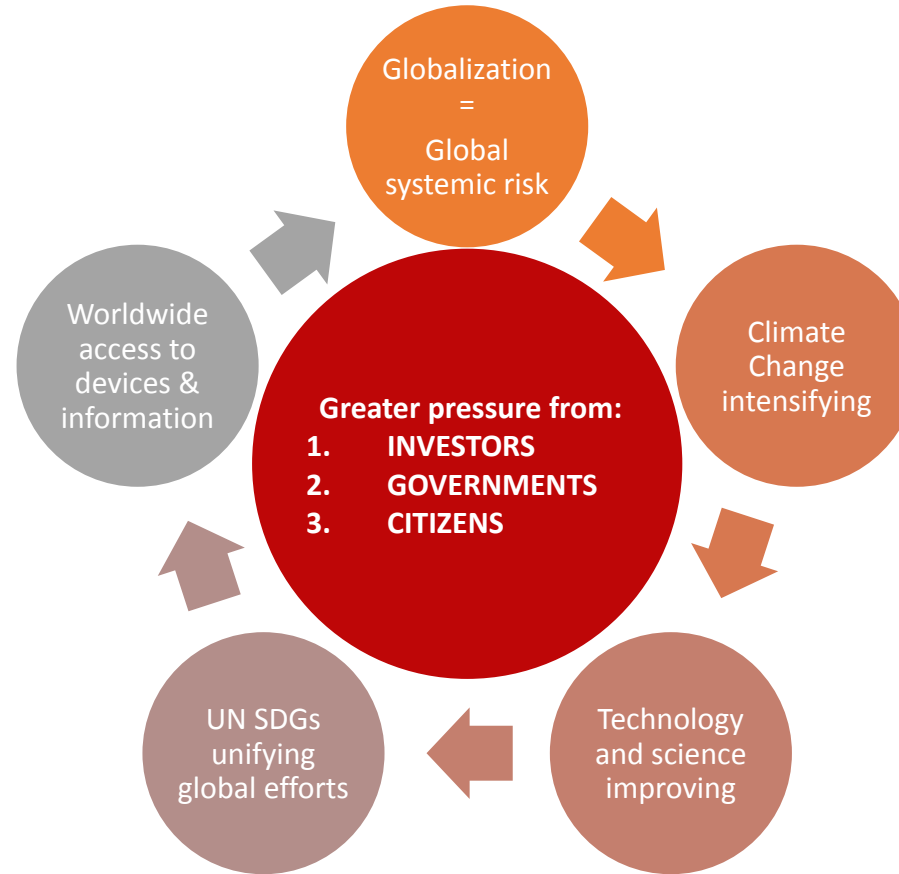 Globalization
=
Global
systemic risk
Climate
Change
intensifying
Technology
and science
improving
UN SDGs
unifying
global efforts
Worldwide
access to
devices &
information
Greater pressure from:
1. INVESTORS
2. GOVERNMENTS
3. CITIZENS